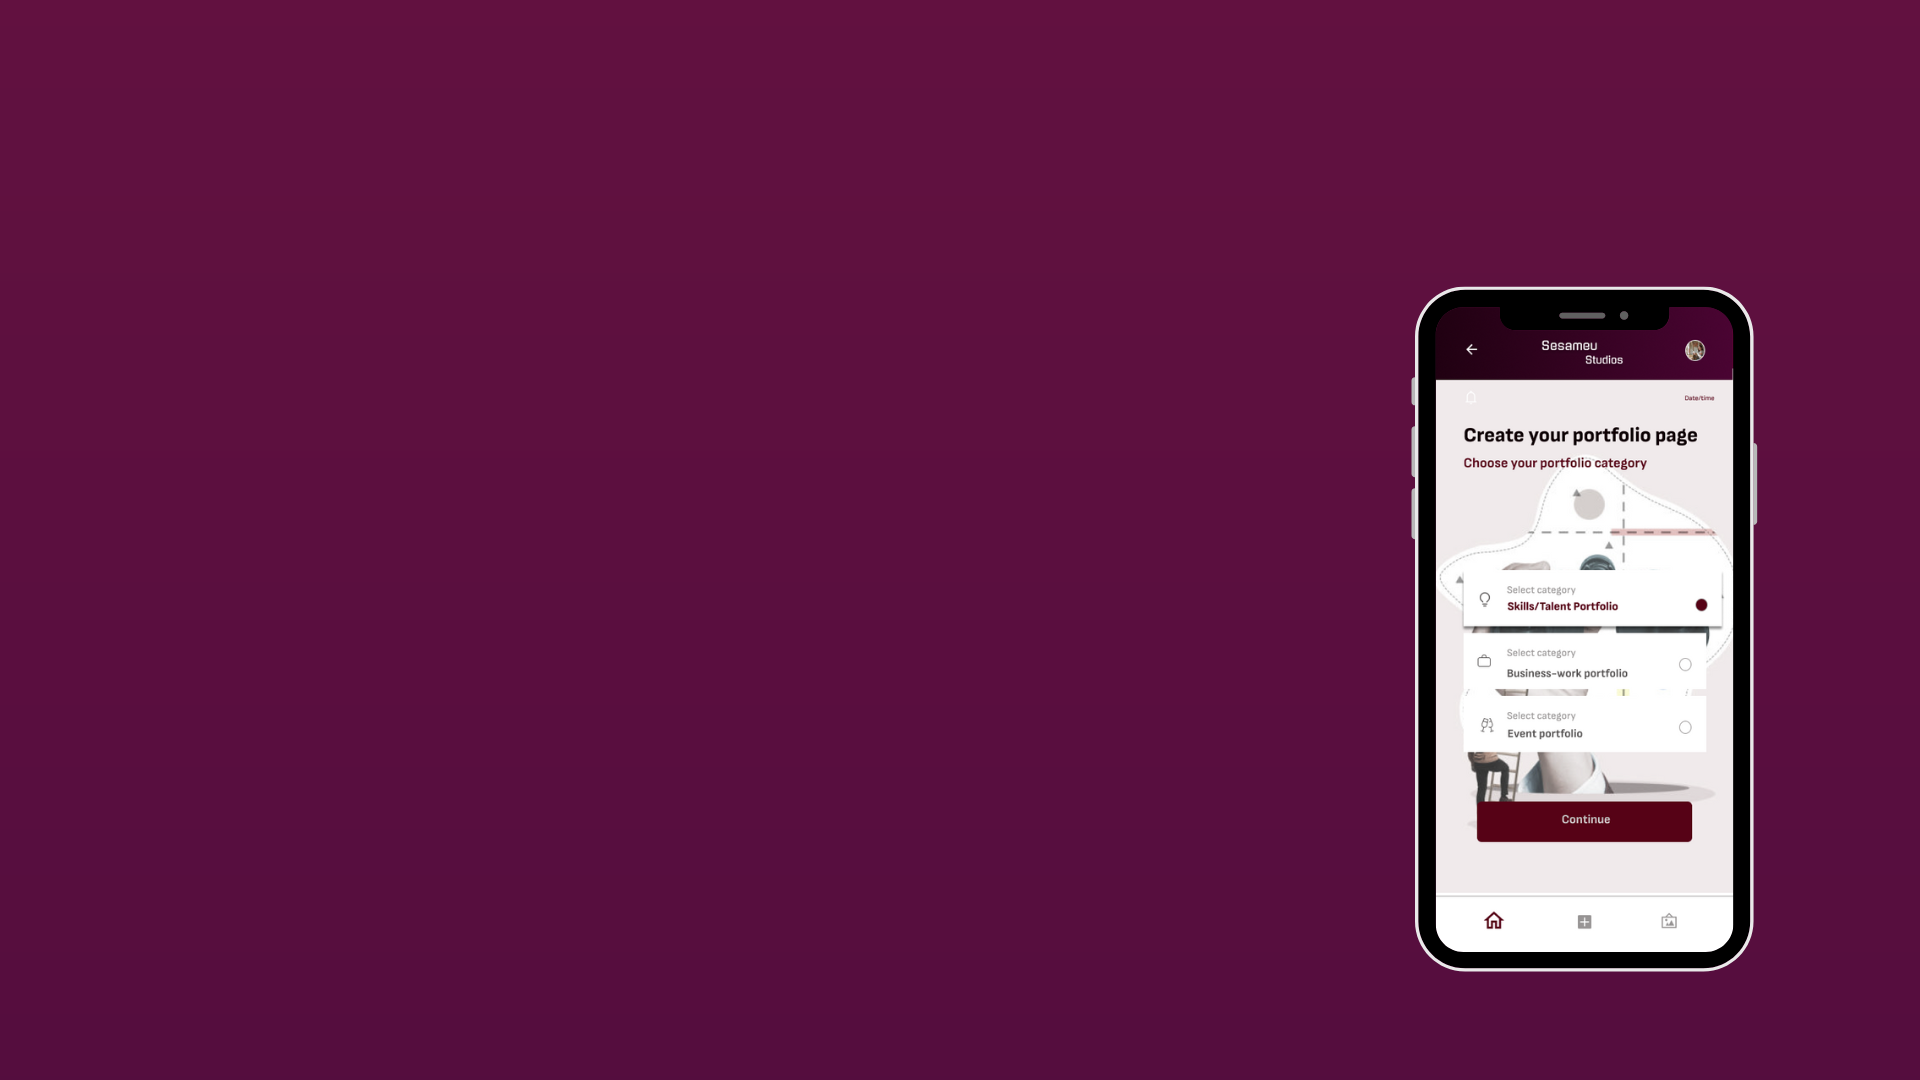 Sesameu
Studios
Date/time
Create your portfolio page
Choose your portfolio category
Select category
Skills/Talent Portfolio
Select category
Business-work portfolio
Select category
Event portfolio
Continue